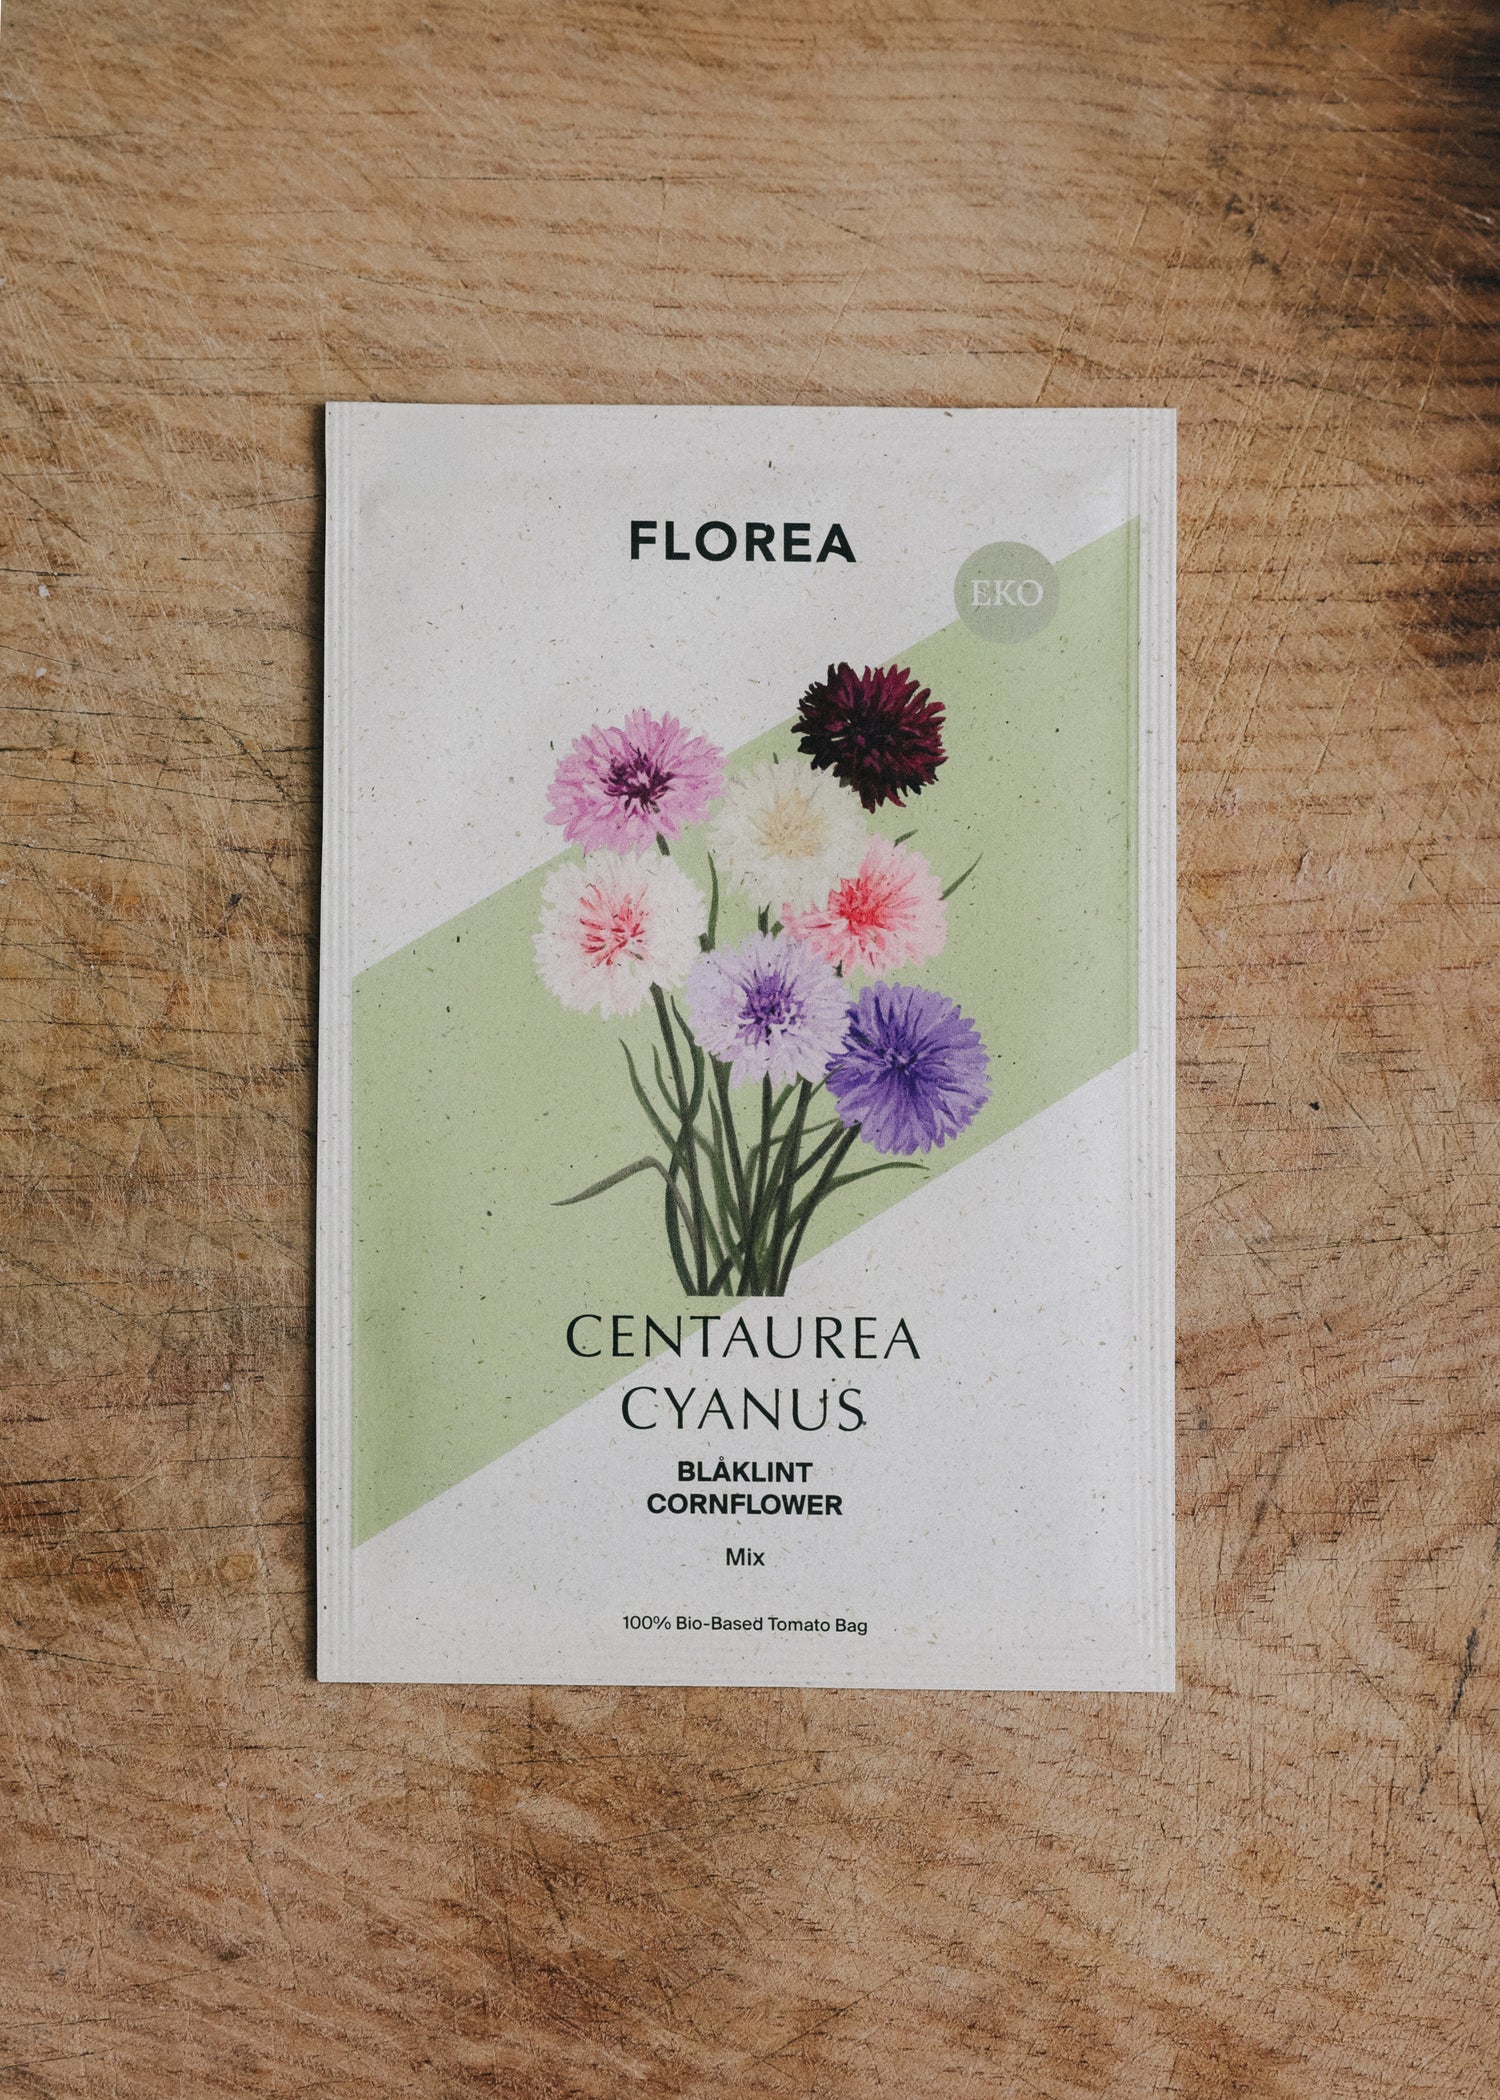 FLOREA
EKO
CENTAUREA
CYANUS
BLÅKLINT
CORNFLOWER
Mix
100% Bio-Based Tomato Bag